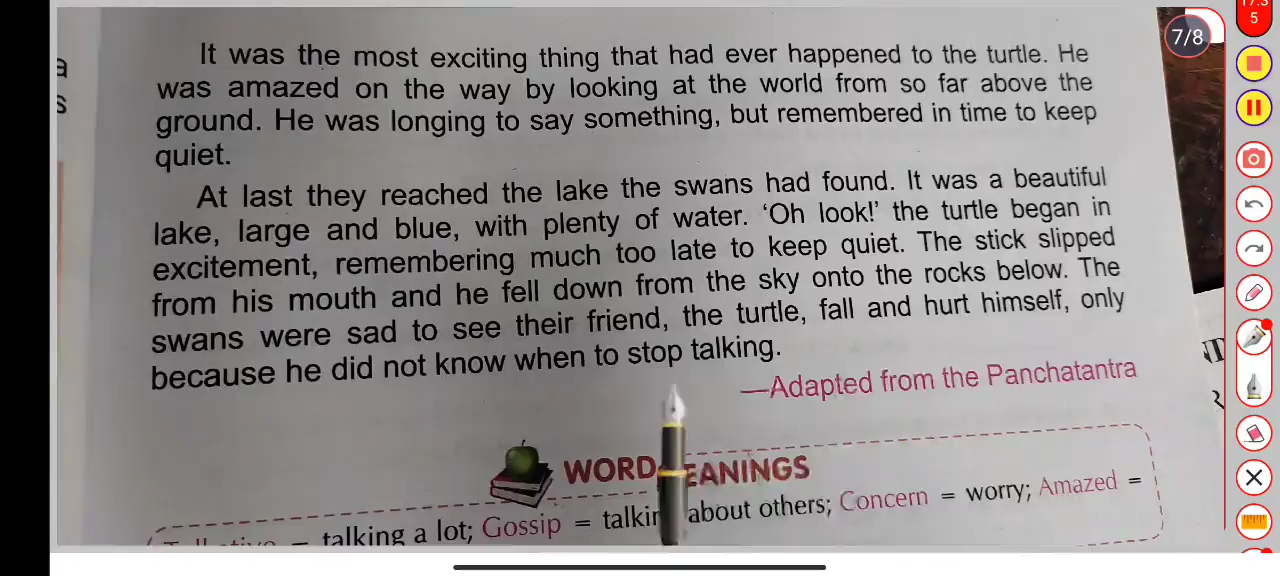 It was the most exciting thing that had ever happened to the turtle. He
was amazed on the way by looking at the world from so far above the
ground. He was longing to say something, but remembered in time to keep
quiet.
At last they reached the lake the swans had found. It was a beautiful
lake, large and blue, with plenty of water. ‘Oh look!’ the turtle began in
excitement, remembering much too late to keep quiet. The stick slipped
from his mouth and he fell down from the sky onto the rocks below. The
swans were sad to see their friend, the turtle, fall and hurt himself, only
because he did not know when to stop talking.
—Adapted from the Panchatantra
WORD EANINGS
= talking a lot; Gossip = talkin about others; Concern = worry; Amazed =
7/8
17:3
5
a
s